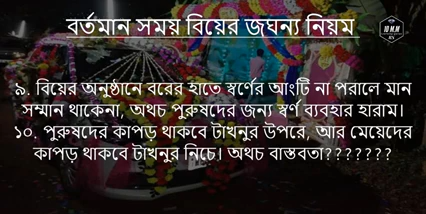 বর্তমান সময় বিয়ের জঘন্য নিয়ম
10 M.M
৯. বিয়ের অনুষ্ঠানে বরের হাতে স্বর্ণের আংটি না পরালে মান
সম্মান থাকেনা, অথচ পুরুষদের জন্য স্বর্ণ ব্যবহার হারাম।
১০. পুরুষদের কাপড় থাকবে টাখনুর উপরে, আর মেয়েদের
কাপড় থাকবে টাখনুর নিচে। অথচ বাস্তবতা???????